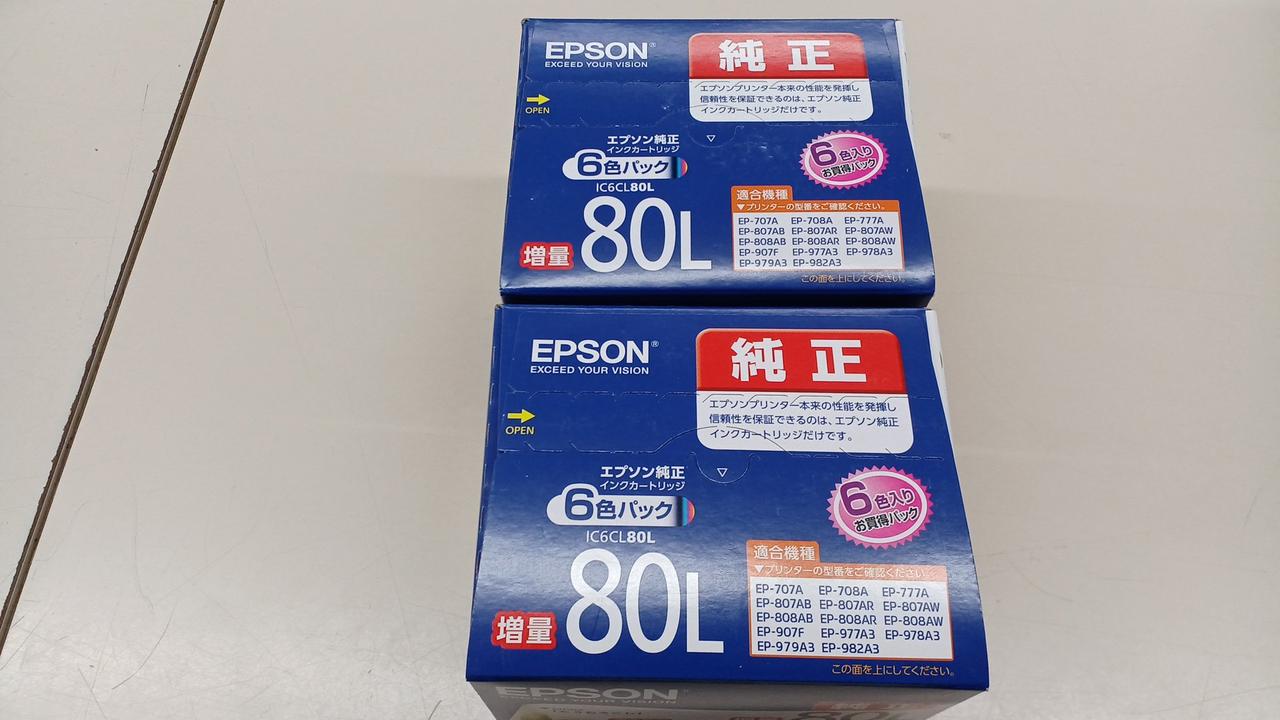 EPSON®
EXCEED YOUR VISION
純正
エプソンプリンター本来の性能を発揮し
信頼性を保証できるのは、エプソン純正
インクカートリッジだけです。
OPEN
エプソン純正
インクカートリッジ
6色パック
IC6CL80L
増量 80L
6色入り
お買得パック
適合機種
▼プリンターの型番をご確認ください。
EP-707A EP-708A EP-777A
EP-807AB EP-807AR EP-807AW
EP-808AB EP-808AR EP-808AW
EP-907F EP-977A3 EP-978A3
EP-979A3 EP-982A3
この面を上にしてください。
EPSON®
EXCEED YOUR VISION
純正
エプソンプリンター本来の性能を発揮し
信頼性を保証できるのは、エプソン純正
インクカートリッジだけです。
OPEN
エプソン純正
インクカートリッジ
6色パック
IC6CL80L
増量 80L
6色入り
お買得パック
適合機種
▼プリンターの型番をご確認ください。
EP-707A EP-708A EP-777A
EP-807AB EP-807AR EP-807AW
EP-808AB EP-808AR EP-808AW
EP-907F EP-977A3 EP-978A3
EP-979A3 EP-982A3
この面を上にしてください。
EPSON
EXCEED YOUR VISION
純正
80L